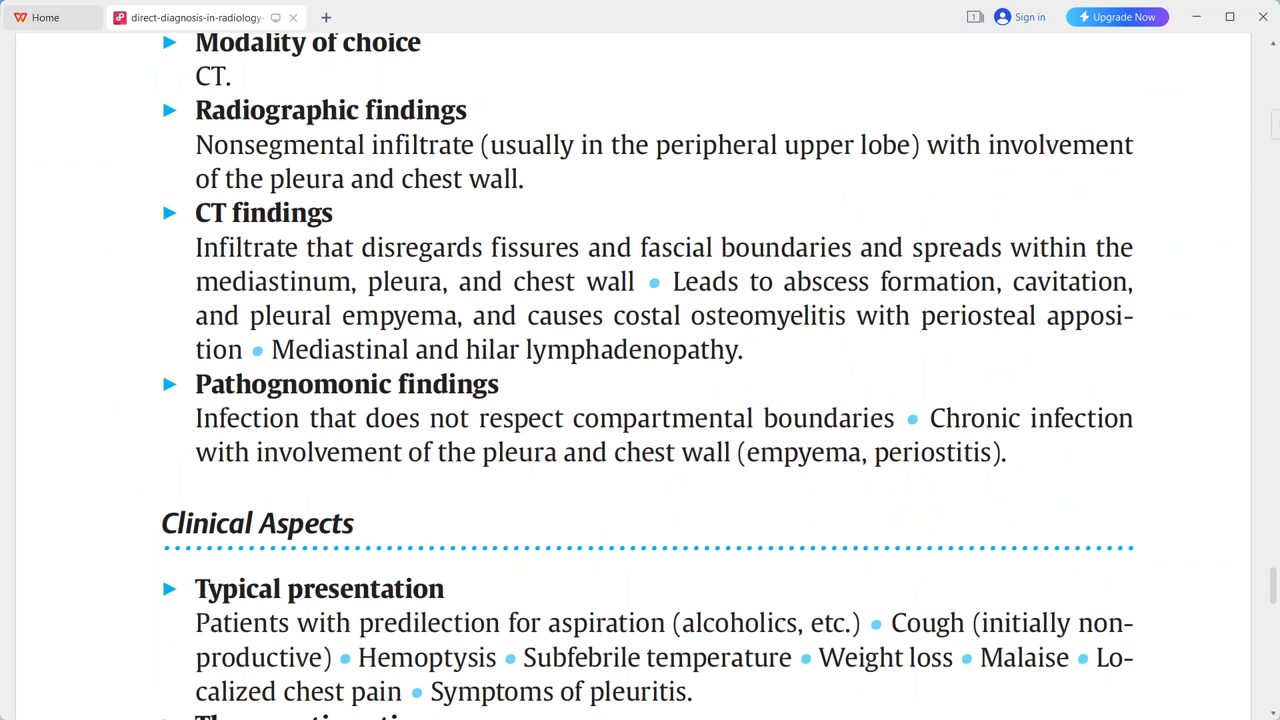 Home
direct-diagnosis-in-radiology-
1
Sign in
Upgrade Now
Modality of choice
CT.
Radiographic findings
Nonsegmental infiltrate (usually in the peripheral upper lobe) with involvement
of the pleura and chest wall.
CT findings
Infiltrate that disregards fissures and fascial boundaries and spreads within the
mediastinum, pleura, and chest wall • Leads to abscess formation, cavitation,
and pleural empyema, and causes costal osteomyelitis with periosteal apposi-
tion • Mediastinal and hilar lymphadenopathy.
Pathognomonic findings
Infection that does not respect compartmental boundaries • Chronic infection
with involvement of the pleura and chest wall (empyema, periostitis).
Clinical Aspects
Typical presentation
Patients with predilection for aspiration (alcoholics, etc.) • Cough (initially non-
productive) • Hemoptysis • Subfebrile temperature • Weight loss • Malaise • Lo-
calized chest pain • Symptoms of pleuritis.